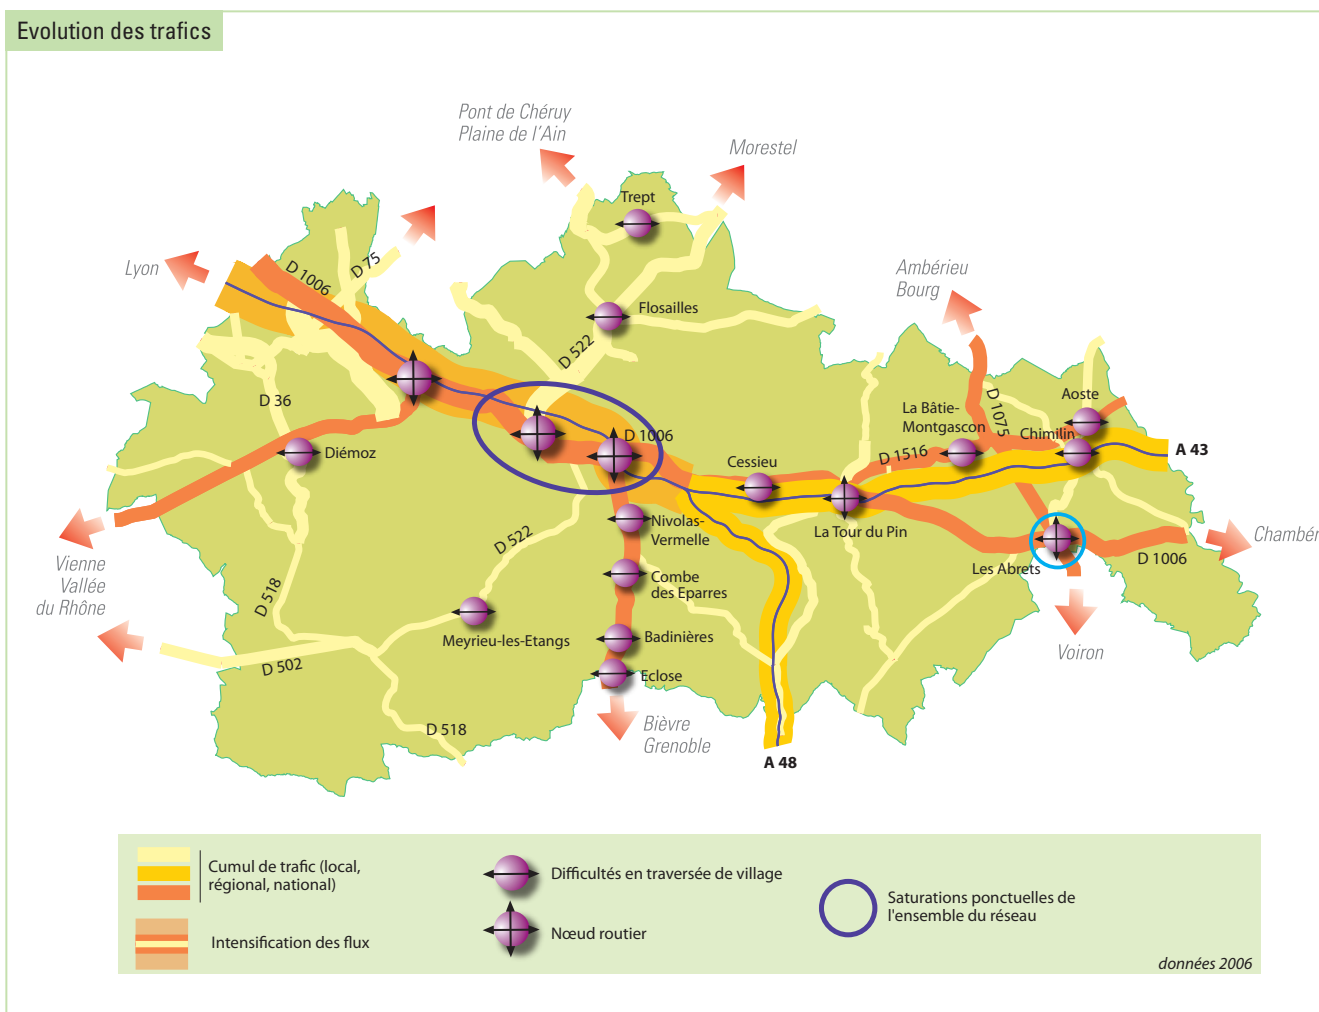 Evolution des trafics
Pont de Chéruy
Plaine de l'Ain
Morestel
Trept
Lyon
D 1006
D 75
Ambérieu
Bourg
Flosailles
D 522
D 36
La Bâtie-
Montgascon
D 1075
Aoste
Chimilin
Diémoz
D 1006
Cessieu
D 1516
A 43
Nivolas-
Vermelle
La Tour du Pin
Chambér
D 522
Vienne
Vallée
du Rhône
Les Abrets
D 1006
D 518
Combe
des Eparres
Meyrieu-les-Etangs
Badinières
Voiron
D 502
Eclose
D 518
Bièvre
Grenoble
A 48
Cumul de trafic (local,
régional, national)
Intensification des flux
Difficultés en traversée de village
Nœud routier
Saturations ponctuelles de
l'ensemble du réseau
données 2006